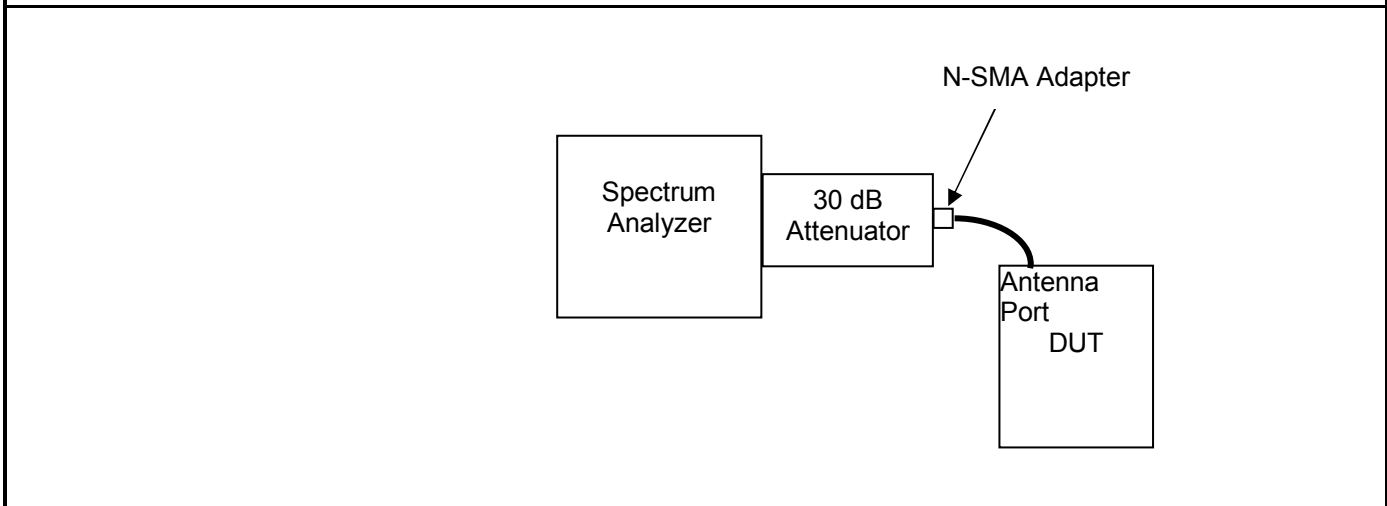 N-SMA Adapter
Spectrum
Analyzer
30 dB
Attenuator
Antenna
Port
DUT